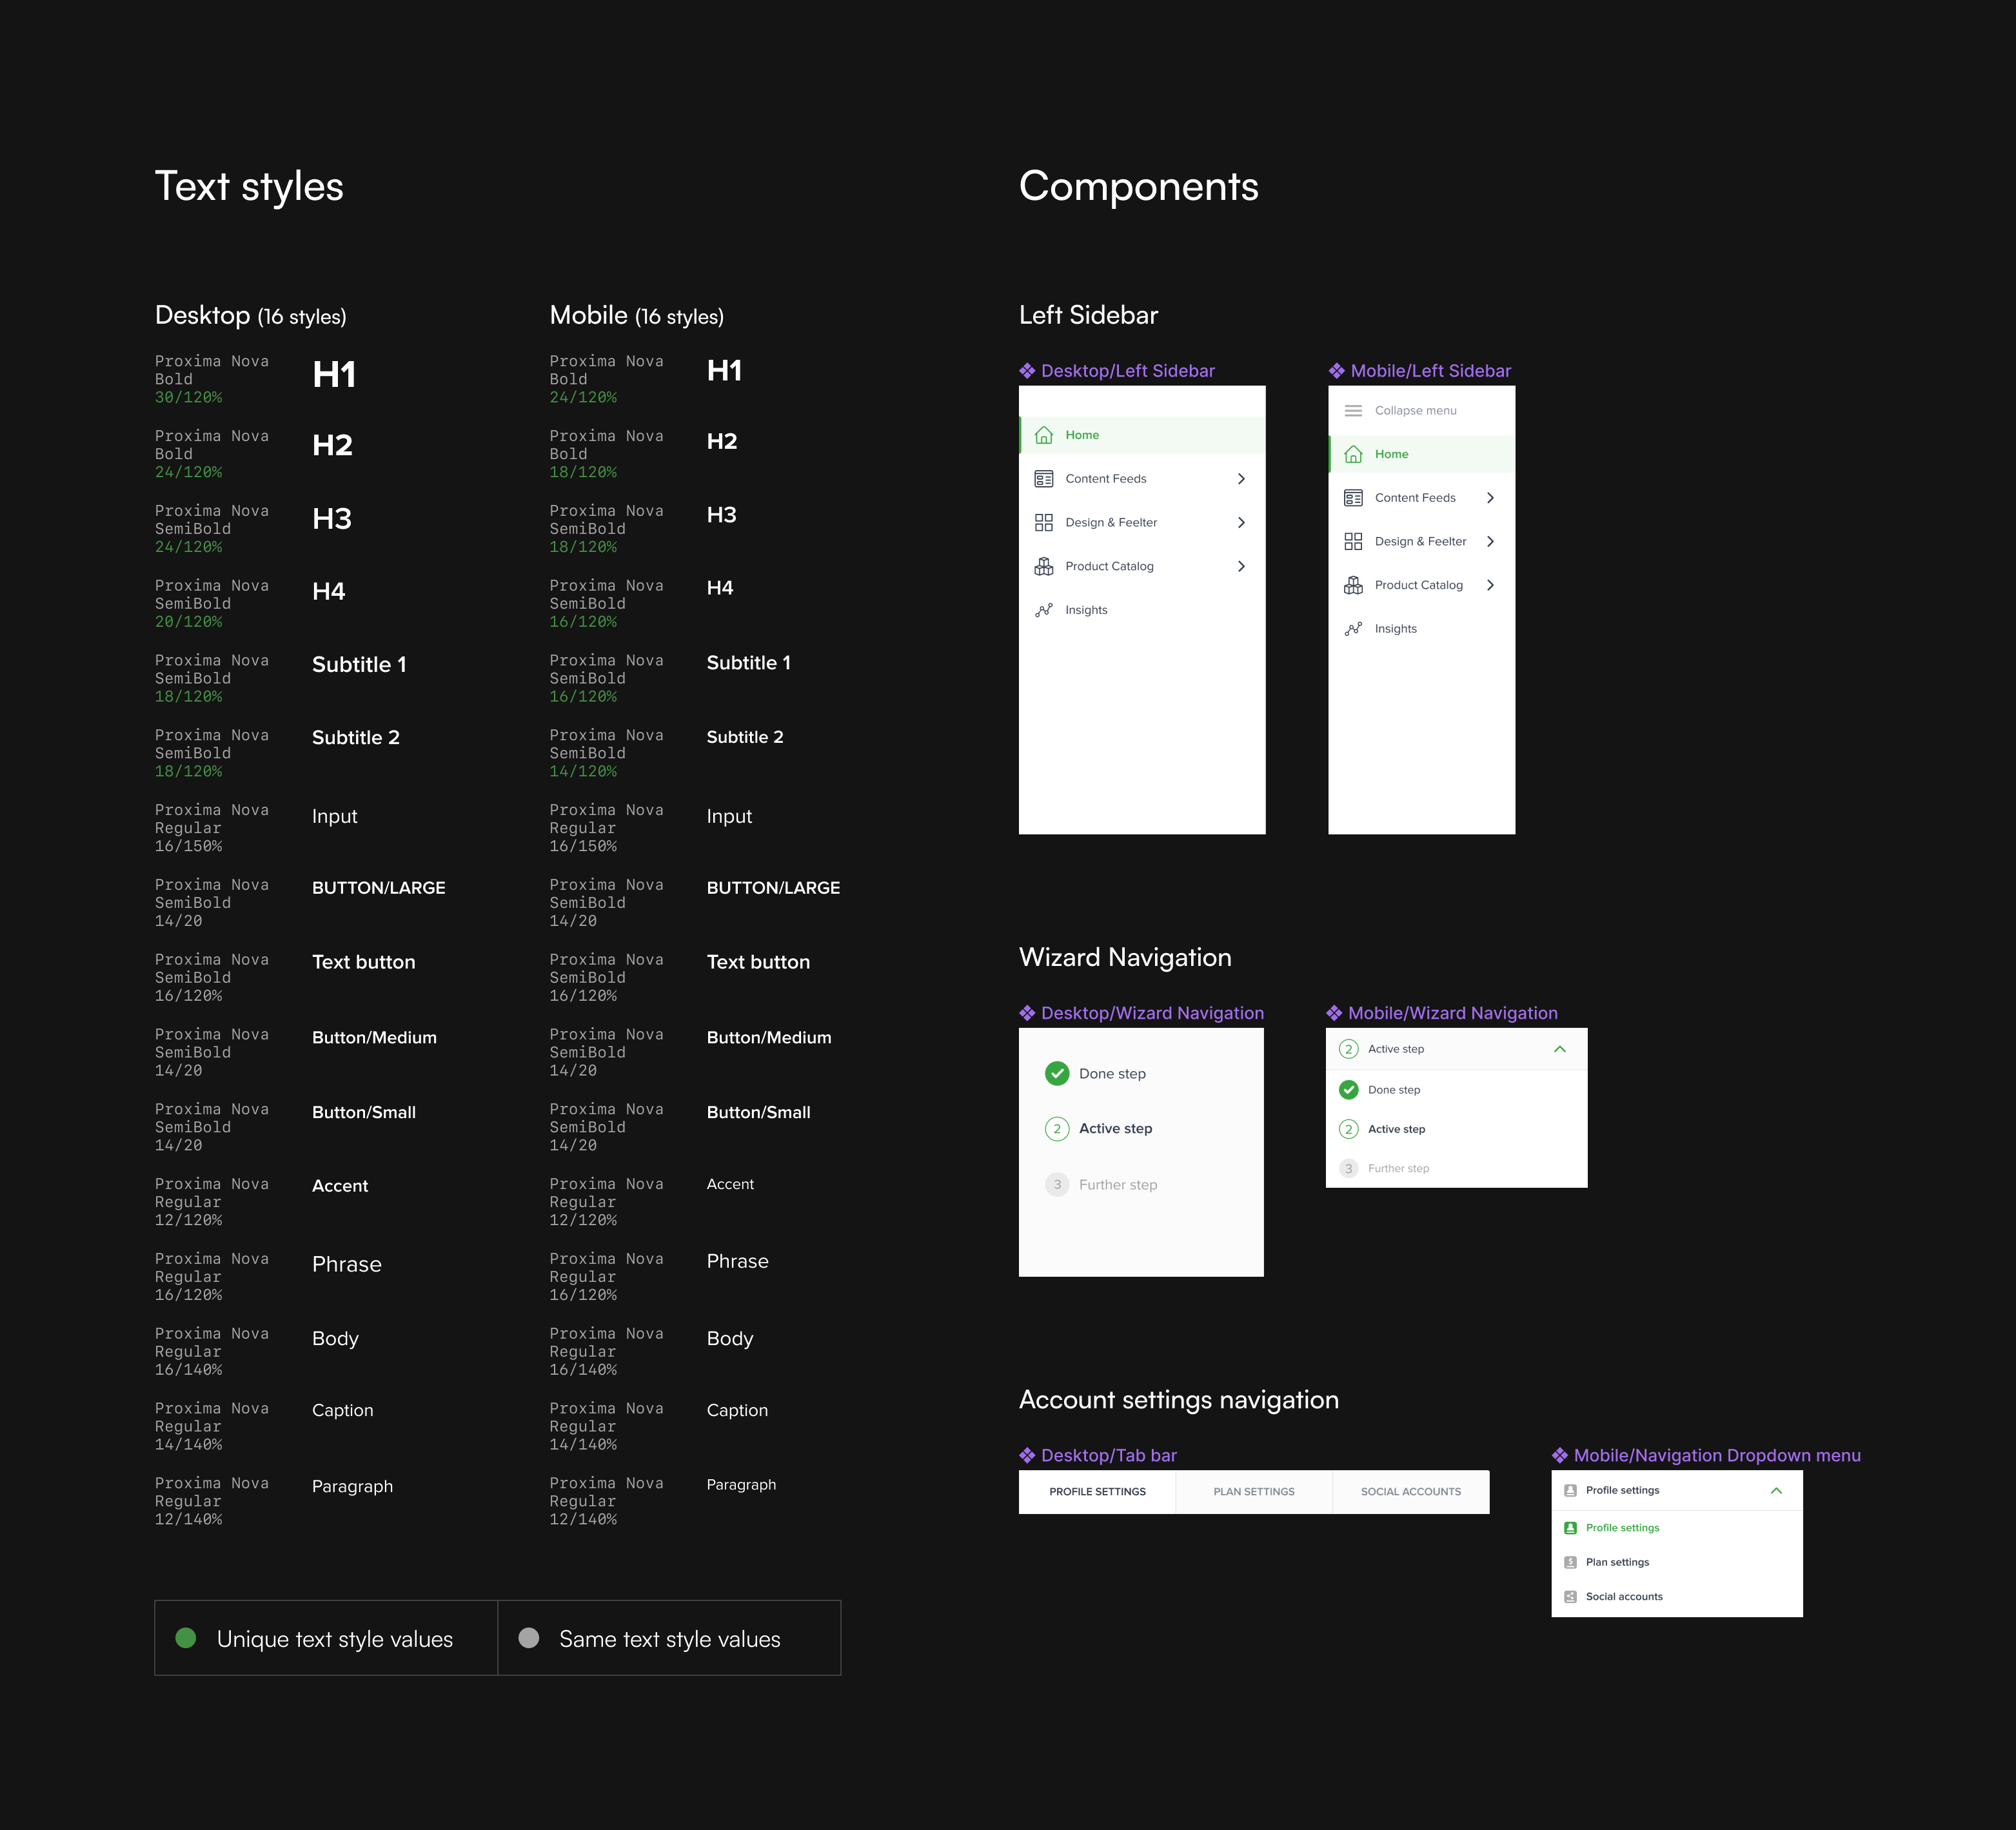 Text styles
Desktop (16 styles)
Proxima Nova
Bold
30/120%
H1
Proxima Nova
Bold
24/120%
H2
Proxima Nova
SemiBold
24/120%
H3
Proxima Nova
SemiBold
20/120%
H4
Proxima Nova
SemiBold
18/120%
Subtitle 1
Proxima Nova
SemiBold
18/120%
Subtitle 2
Proxima Nova
Regular
16/150%
Input
Proxima Nova
SemiBold
14/20
BUTTON/LARGE
Proxima Nova
SemiBold
16/120%
Text button
Proxima Nova
SemiBold
14/20
Button/Medium
Proxima Nova
SemiBold
14/20
Button/Small
Proxima Nova
Regular
12/120%
Accent
Proxima Nova
Regular
16/120%
Phrase
Proxima Nova
Regular
16/140%
Body
Proxima Nova
Regular
14/140%
Caption
Proxima Nova
Regular
12/140%
Paragraph
Mobile (16 styles)
Proxima Nova
Bold
24/120%
H1
Proxima Nova
Bold
18/120%
H2
Proxima Nova
SemiBold
18/120%
H3
Proxima Nova
SemiBold
16/120%
H4
Proxima Nova
SemiBold
16/120%
Subtitle 1
Proxima Nova
SemiBold
14/120%
Subtitle 2
Proxima Nova
Regular
16/150%
Input
Proxima Nova
SemiBold
14/20
BUTTON/LARGE
Proxima Nova
SemiBold
16/120%
Text button
Proxima Nova
SemiBold
14/20
Button/Medium
Proxima Nova
SemiBold
14/20
Button/Small
Proxima Nova
Regular
12/120%
Accent
Proxima Nova
Regular
16/120%
Phrase
Proxima Nova
Regular
16/140%
Body
Proxima Nova
Regular
14/140%
Caption
Proxima Nova
Regular
12/140%
Paragraph
Unique text style values
Same text style values
Components
Left Sidebar
Desktop/Left Sidebar
Home
Content Feeds
Design & Feelter
Product Catalog
Insights
Mobile/Left Sidebar
Collapse menu
Home
Content Feeds
Design & Feelter
Product Catalog
Insights
Wizard Navigation
Desktop/Wizard Navigation
Done step
2 Active step
3 Further step
Mobile/Wizard Navigation
2 Active step
Done step
2 Active step
3 Further step
Account settings navigation
Desktop/Tab bar
PROFILE SETTINGS
PLAN SETTINGS
SOCIAL ACCOUNTS
Mobile/Navigation Dropdown menu
Profile settings
Profile settings
Plan settings
Social accounts